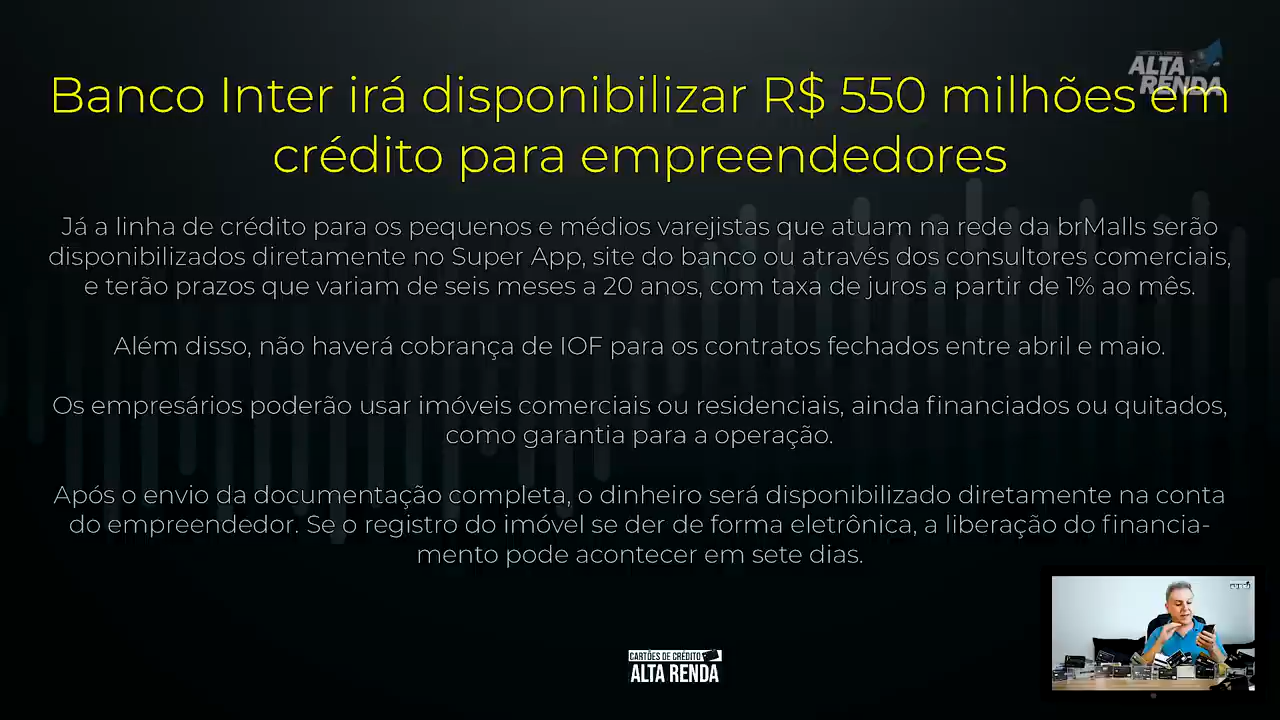 CARTÕES DE CRÉDITO
ALTA
RENDA
Banco Inter irá disponibilizar R$ 550 milhões em
crédito para empreendedores
Já a linha de crédito para os pequenos e médios varejistas que atuam na rede da brMalls serão
disponibilizados diretamente no Super App, site do banco ou através dos consultores comerciais,
e terão prazos que variam de seis meses a 20 anos, com taxa de juros a partir de 1% ao mês.
Além disso, não haverá cobrança de IOF para os contratos fechados entre abril e maio.
Os empresários poderão usar imóveis comerciais ou residenciais, ainda financiados ou quitados,
como garantia para a operação.
Após o envio da documentação completa, o dinheiro será disponibilizado diretamente na conta
do empreendedor. Se o registro do imóvel se der de forma eletrônica, a liberação do financia-
mento pode acontecer em sete dias.
CARTÕES DE CRÉDITO
ALTA RENDA